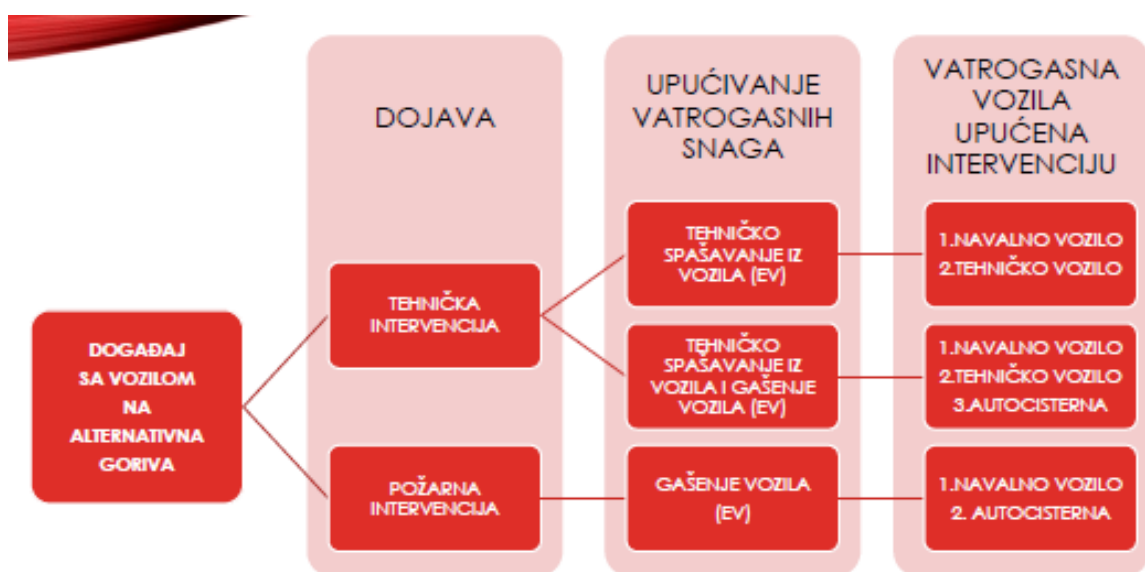 DOJAVA
UPUĆIVANJE
VATROGASNIH
SNAGA
VATROGASNA
VOZILA
UPUĆENA
INTERVENCIJU
DOGAĐAJ
SA VOZILOM
NA
ALTERNATIVNA
GORIVA
TEHNIČKA
INTERVENCIJA
TEHNIČKO
SPAŠAVANJE IZ
VOZILA (EV)
1.NAVALNO VOZILO
2.TEHNIČKO VOZILO
TEHNIČKO
SPAŠAVANJE IZ
VOZILA I GAŠENJE
VOZILA (EV)
1.NAVALNO VOZILO
2.TEHNIČKO VOZILO
3.AUTOCISTERNA
POŽARNA
INTERVENCIJA
GAŠENJE VOZILA
(EV)
1.NAVALNO VOZILO
2. AUTOCISTERNA